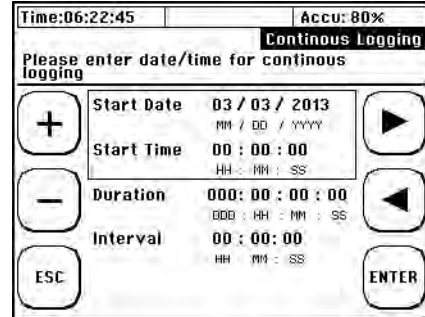 Time:06:22:45 Accu: 80%
Continous Logging
Please enter date/time for continous
logging
+ Start Date 03 / 03 / 2013
MM / DD / YYYY
Start Time 00 : 00 : 00
HH : MM : SS
− Duration 000: 00 : 00 : 00
DDD : HH : MM : SS
Interval 00 : 00: 00
HH MM : SS
ESC ENTER